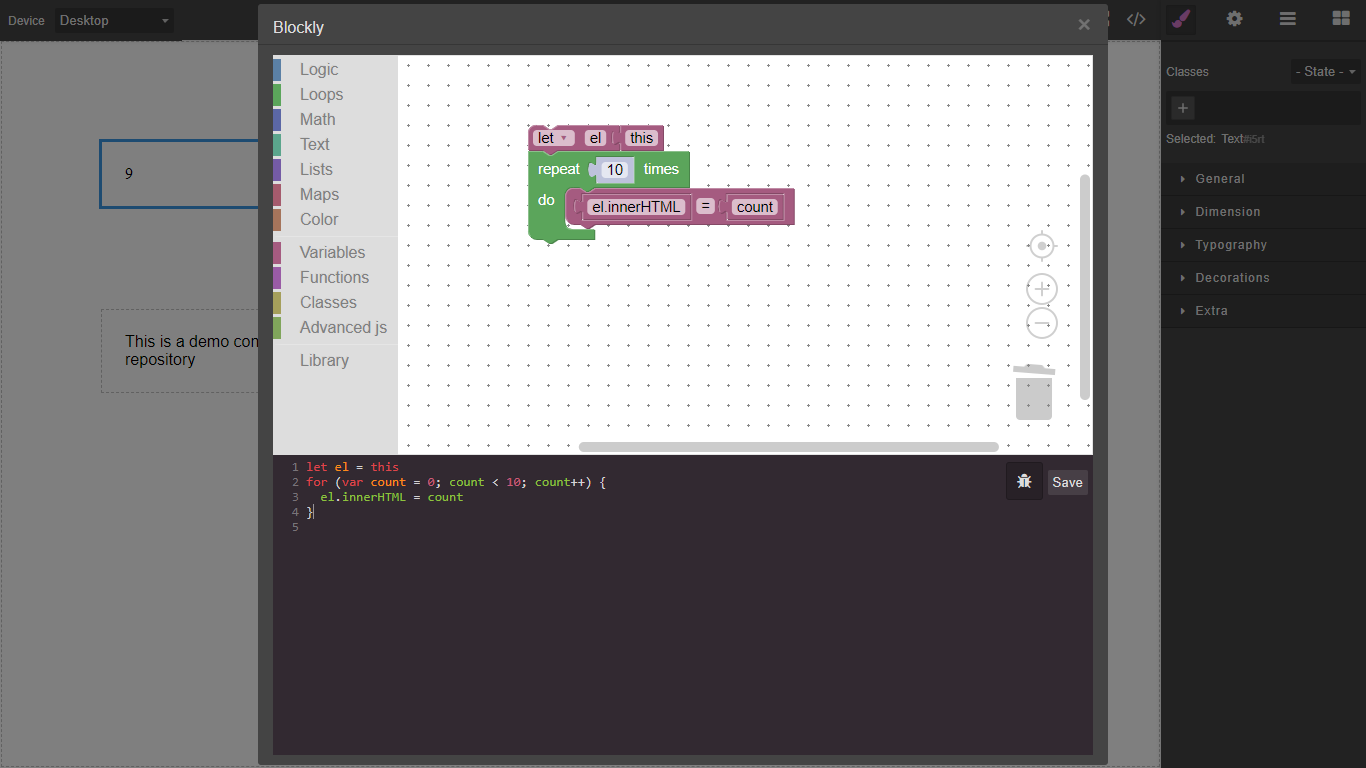 Device Desktop
Blockly ×
Classes - State -
+
Selected: Text#i5rt
General
Dimension
Typography
Decorations
Extra
9
This is a demo con
repository
Logic
Loops
Math
Text
Lists
Maps
Color
Variables
Functions
Classes
Advanced js
Library
let el this
repeat 10 times
do el.innerHTML = count
1 let el = this
2 for (var count = 0; count < 10; count++) {
3 el.innerHTML = count
4 }
5
Save